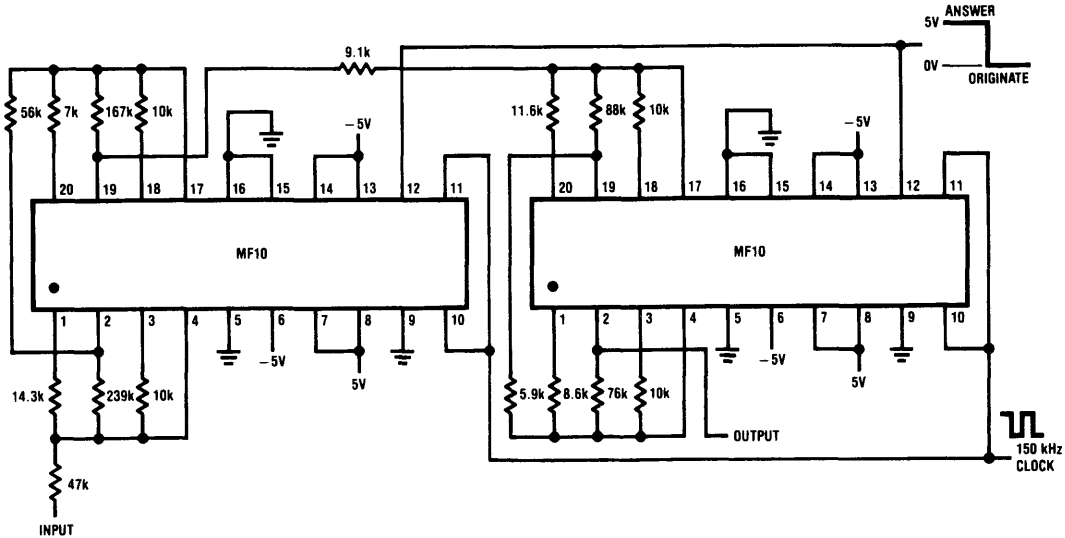 ANSWER
5V
0V
ORIGINATE
9.1k
56k
7k
167k
10k
11.6k
88k
10k
−5V
−5V
20
19
18
17
16
15
14
13
12
11
20
19
18
17
16
15
14
13
12
11
MF10
MF10
1
2
3
4
5
6
7
8
9
10
1
2
3
4
5
6
7
8
9
10
−5V
5V
−5V
5V
14.3k
239k
10k
5.9k
8.6k
76k
10k
OUTPUT
150 kHz
CLOCK
47k
INPUT